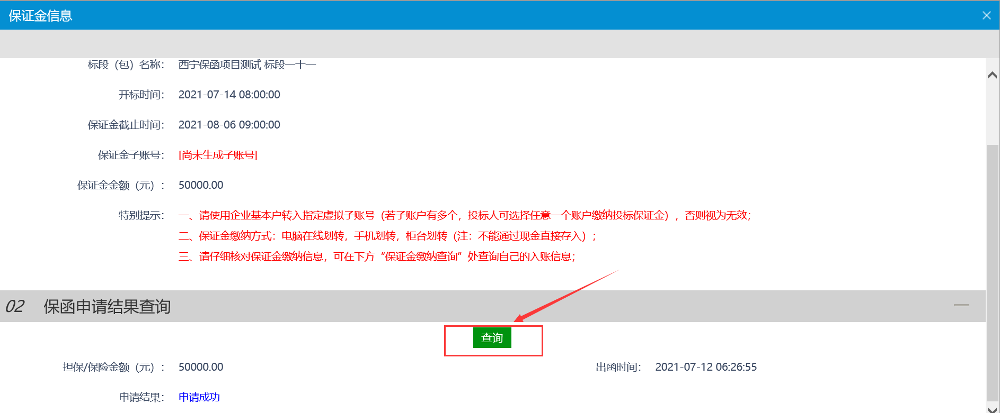 保证金信息
标段（包）名称： 西宁保函项目测试 标段一十一
开标时间： 2021-07-14 08:00:00
保证金截止时间： 2021-08-06 09:00:00
保证金子账号： [尚未生成子账号]
保证金金额（元）： 50000.00
特别提示： 一、请使用企业基本户转入指定虚拟子账号（若子账户有多个，投标人可选择任意一个账户缴纳投标保证金），否则视为无效；
二、保证金缴纳方式：电脑在线划转，手机划转，柜台划转（注：不能通过现金直接存入）；
三、请仔细核对保证金缴纳信息，可在下方“保证金缴纳查询”处查询自己的入账信息；
02 保函申请结果查询
查询
担保/保险金额（元）： 50000.00 出函时间： 2021-07-12 06:26:55
申请结果： 申请成功